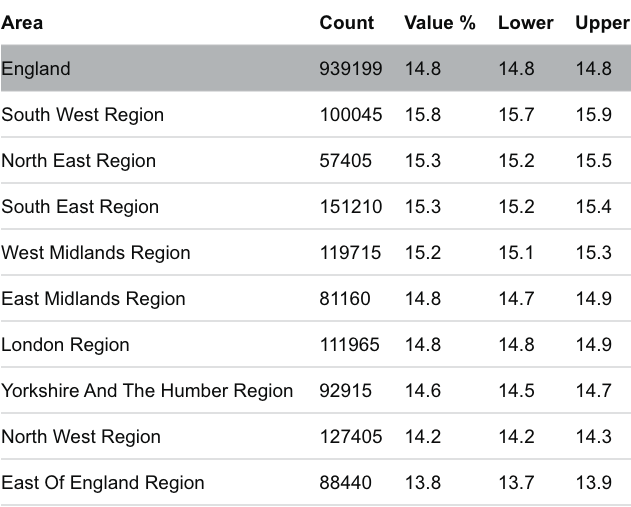 Area Count Value % Lower Upper
England 939199 14.8 14.8 14.8
South West Region 100045 15.8 15.7 15.9
North East Region 57405 15.3 15.2 15.5
South East Region 151210 15.3 15.2 15.4
West Midlands Region 119715 15.2 15.1 15.3
East Midlands Region 81160 14.8 14.7 14.9
London Region 111965 14.8 14.8 14.9
Yorkshire And The Humber Region 92915 14.6 14.5 14.7
North West Region 127405 14.2 14.2 14.3
East Of England Region 88440 13.8 13.7 13.9